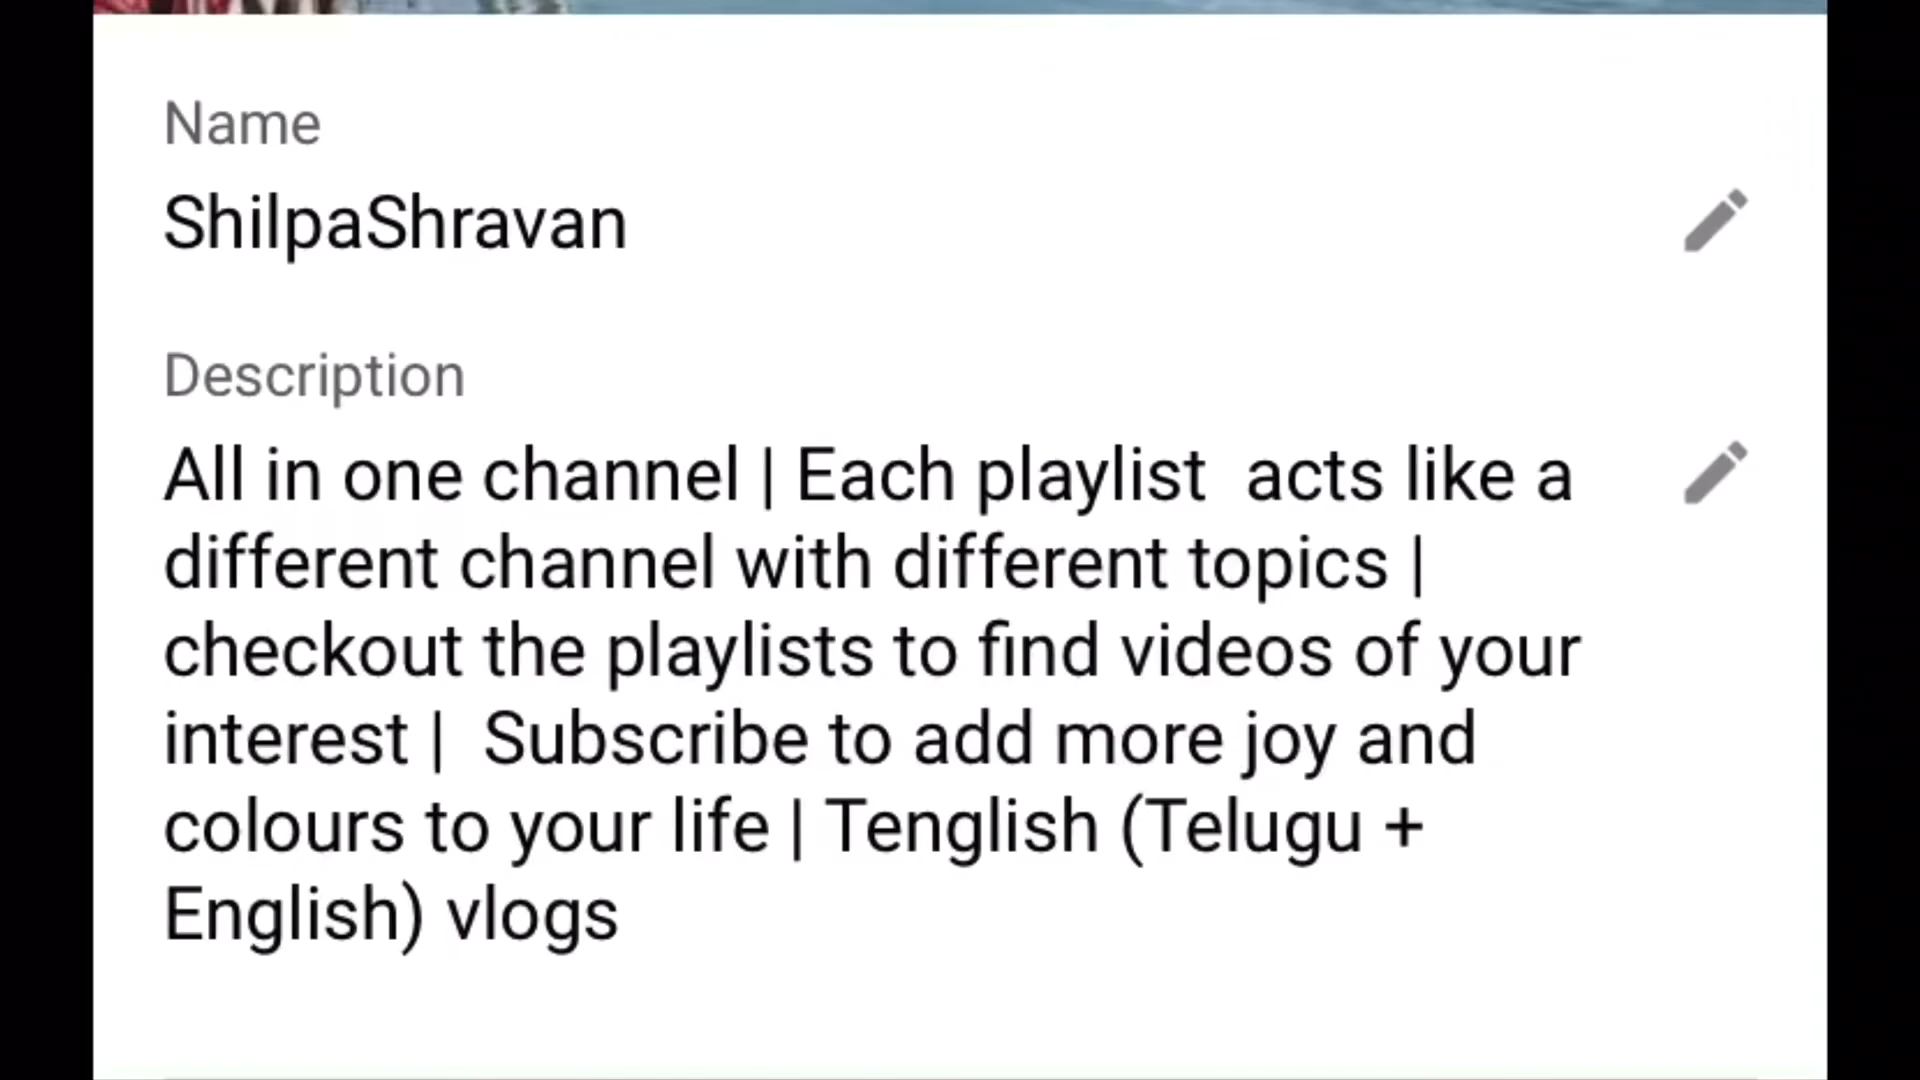 Name
ShilpaShravan
Description
All in one channel | Each playlist  acts like a
different channel with different topics |
checkout the playlists to find videos of your
interest |  Subscribe to add more joy and
colours to your life | Tenglish (Telugu +
English) vlogs